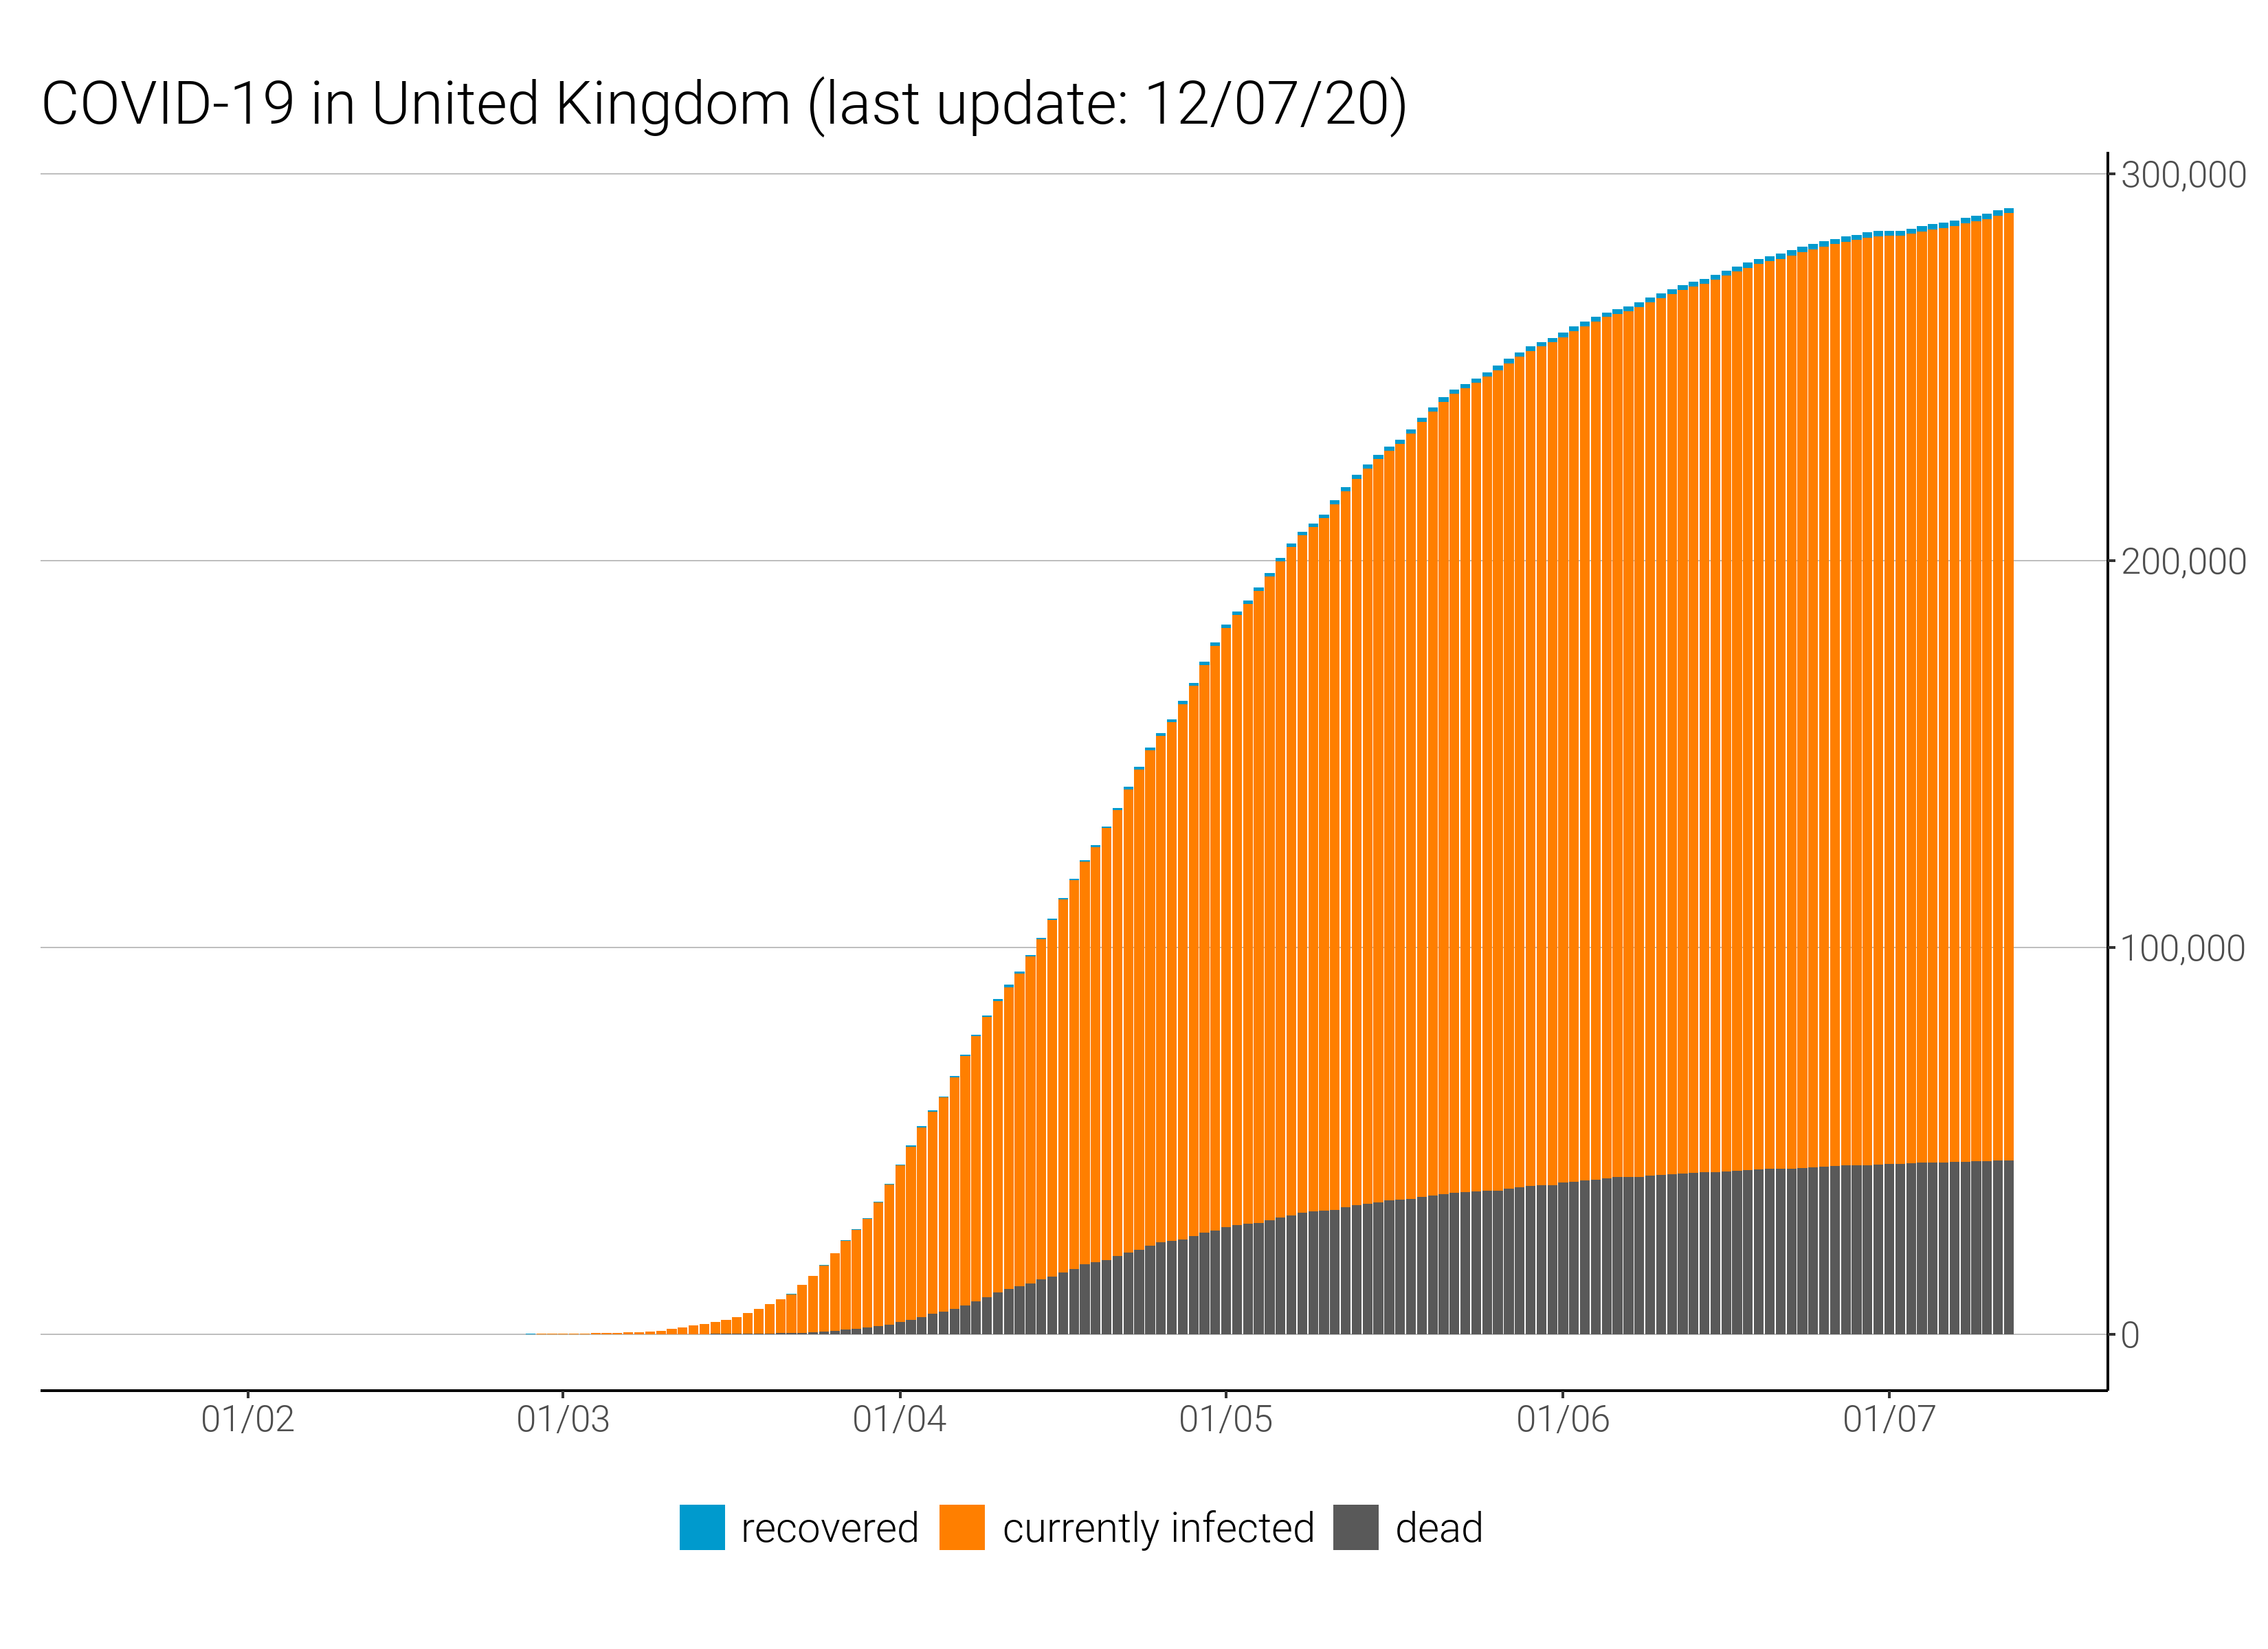 COVID-19 in United Kingdom (last update: 12/07/20)
300,000
200,000
100,000
0
01/02 01/03 01/04 01/05 01/06 01/07
recovered currently infected dead